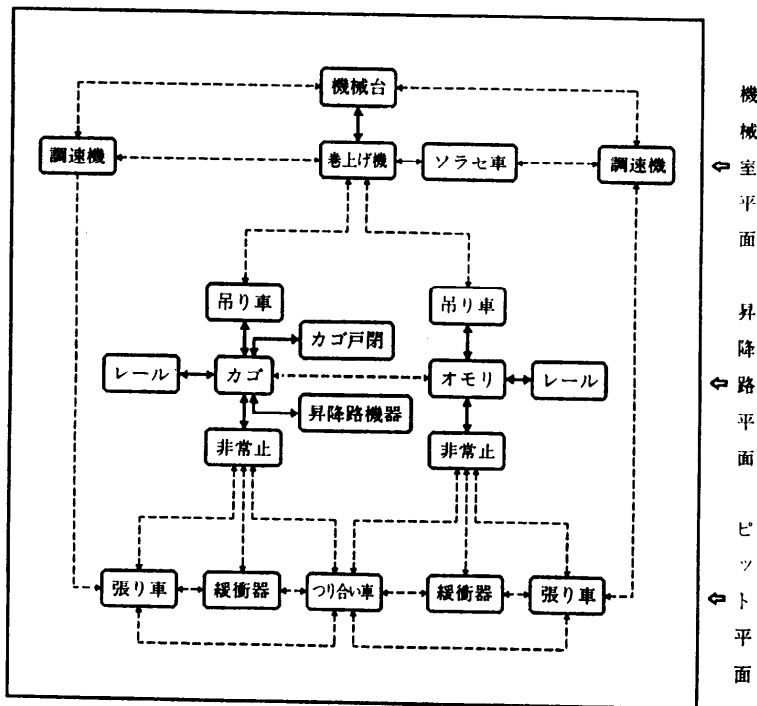 機械台
調速機
巻上げ機
ソラセ車
調速機
機械室平面
吊り車
吊り車
カゴ戸閉
レール
カゴ
オモリ
レール
昇降路機器
昇降路平面
非常止
非常止
張り車
緩衝器
つり合い車
緩衝器
張り車
ピット平面